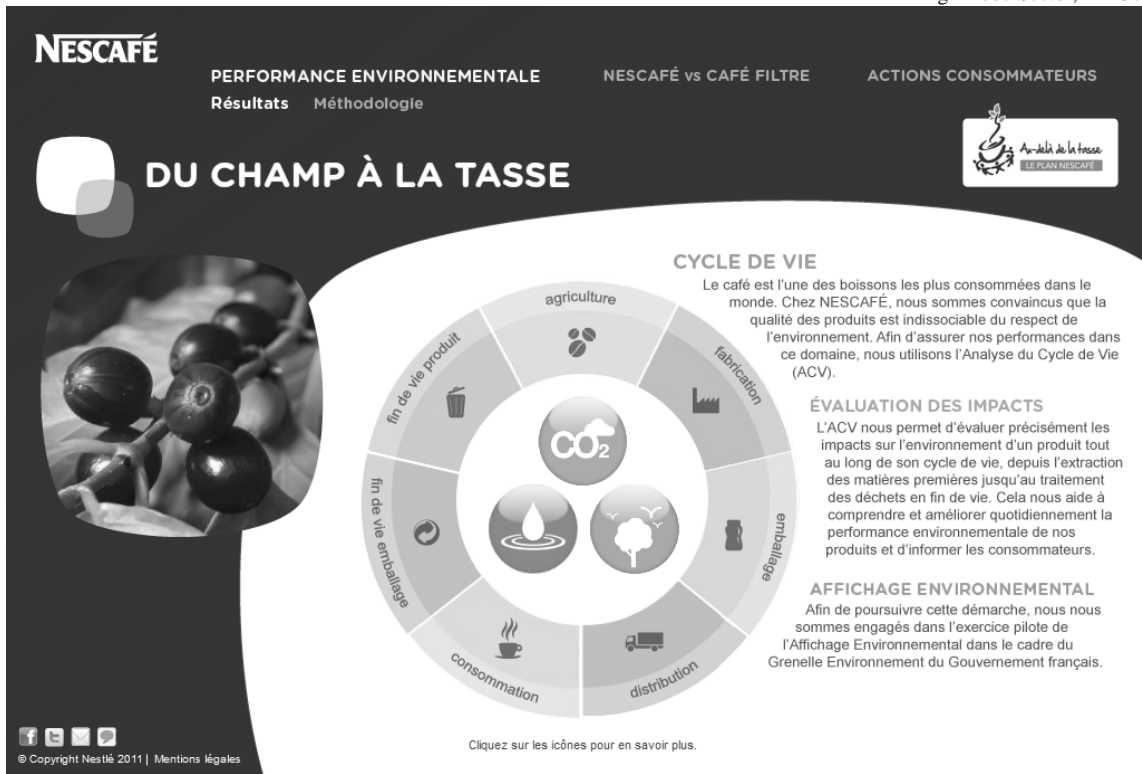 NESCAFÉ
PERFORMANCE ENVIRONNEMENTALE
NESCAFÉ vs CAFÉ FILTRE
ACTIONS CONSOMMATEURS
Résultats
Méthodologie
Au-delà de la tasse
LE PLAN NESCAFÉ
DU CHAMP À LA TASSE
CYCLE DE VIE
Le café est l'une des boissons les plus consommées dans le
monde. Chez NESCAFÉ, nous sommes convaincus que la
qualité des produits est indissociable du respect de
l'environnement. Afin d'assurer nos performances dans
ce domaine, nous utilisons l'Analyse du Cycle de Vie
(ACV).
ÉVALUATION DES IMPACTS
L'ACV nous permet d'évaluer précisément les
impacts sur l'environnement d'un produit tout
au long de son cycle de vie, depuis l'extraction
des matières premières jusqu'au traitement
des déchets en fin de vie. Cela nous aide à
comprendre et améliorer quotidiennement la
performance environnementale de nos
produits et d'informer les consommateurs.
AFFICHAGE ENVIRONNEMENTAL
Afin de poursuivre cette démarche, nous nous
sommes engagés dans l'exercice pilote de
l'Affichage Environnemental dans le cadre du
Grenelle Environnement du Gouvernement français.
agriculture
fabrication
emballage
distribution
consommation
fin de vie emballage
fin de vie produit
CO2
Cliquez sur les icônes pour en savoir plus.
© Copyright Nestlé 2011 | Mentions légales